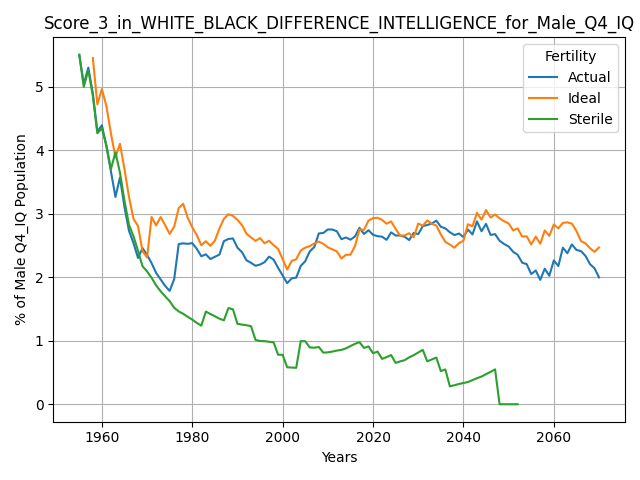 Score_3_in_WHITE_BLACK_DIFFERENCE_INTELLIGENCE_for_Male_Q4_IQ
Fertility
Actual
Ideal
Sterile
% of Male Q4_IQ Population
5
4
3
2
1
0
1960 1980 2000 2020 2040 2060
Years